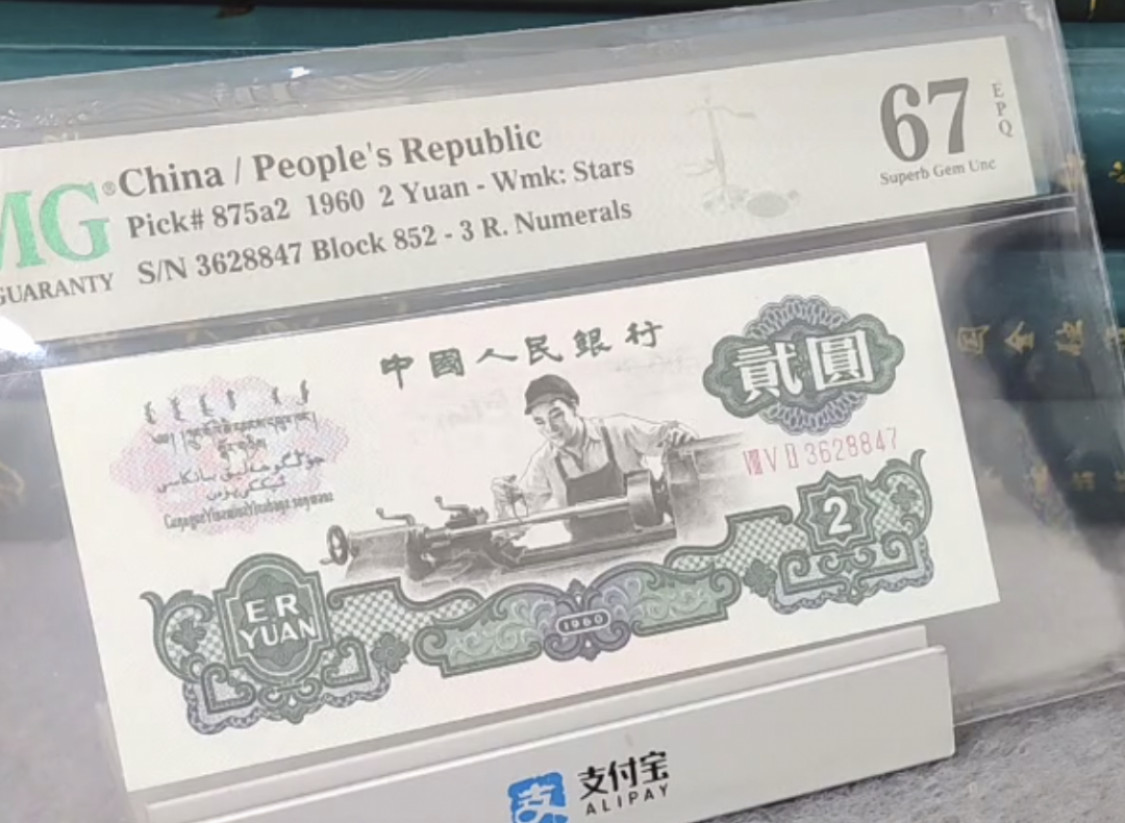 MG
®
China / People's Republic
Pick# 875a2 1960 2 Yuan - Wmk: Stars
S/N 3628847 Block 852 - 3 R. Numerals
GUARANTY
67
EPQ
Superb Gem Unc
中國人民銀行
貳圓
VIII V II 3628847
2
ER
YUAN
1960
支付宝
ALIPAY